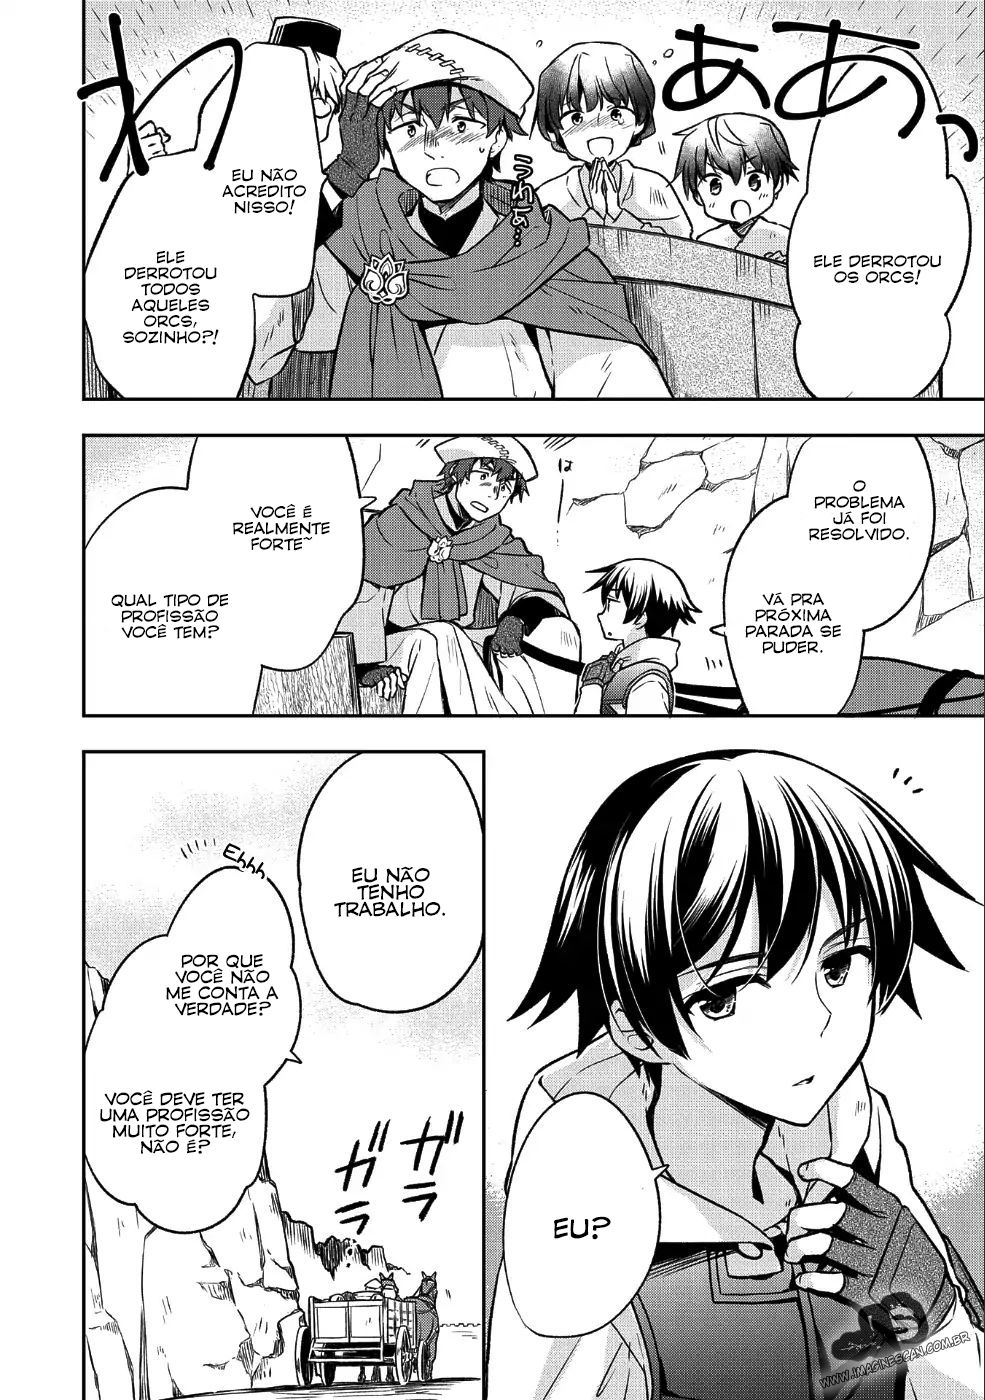 わ
ああっ
ELE DERROTOU
OS ORCS!
EU NÃO
ACREDITO
NISSO!
ELE
DERROTOU
TODOS
AQUELES
ORCS,
SOZINHO?!
O
PROBLEMA
JÁ FOI
RESOLVIDO.
VÁ PRA
PRÓXIMA
PARADA SE
PUDER.
は
VOCÊ É
REALMENTE
FORTE~
QUAL TIPO DE
PROFISSÃO
VOCÊ TEM?
EU?
EU NÃO
TENHO
TRABALHO.
Ehhh
POR QUE
VOCÊ NÃO
ME CONTA A
VERDADE?
VOCÊ DEVE TER
UMA PROFISSÃO
MUITO FORTE,
NÃO É?
ガラ
ガラ
WWW.IMAGINESCAN.COM.BR